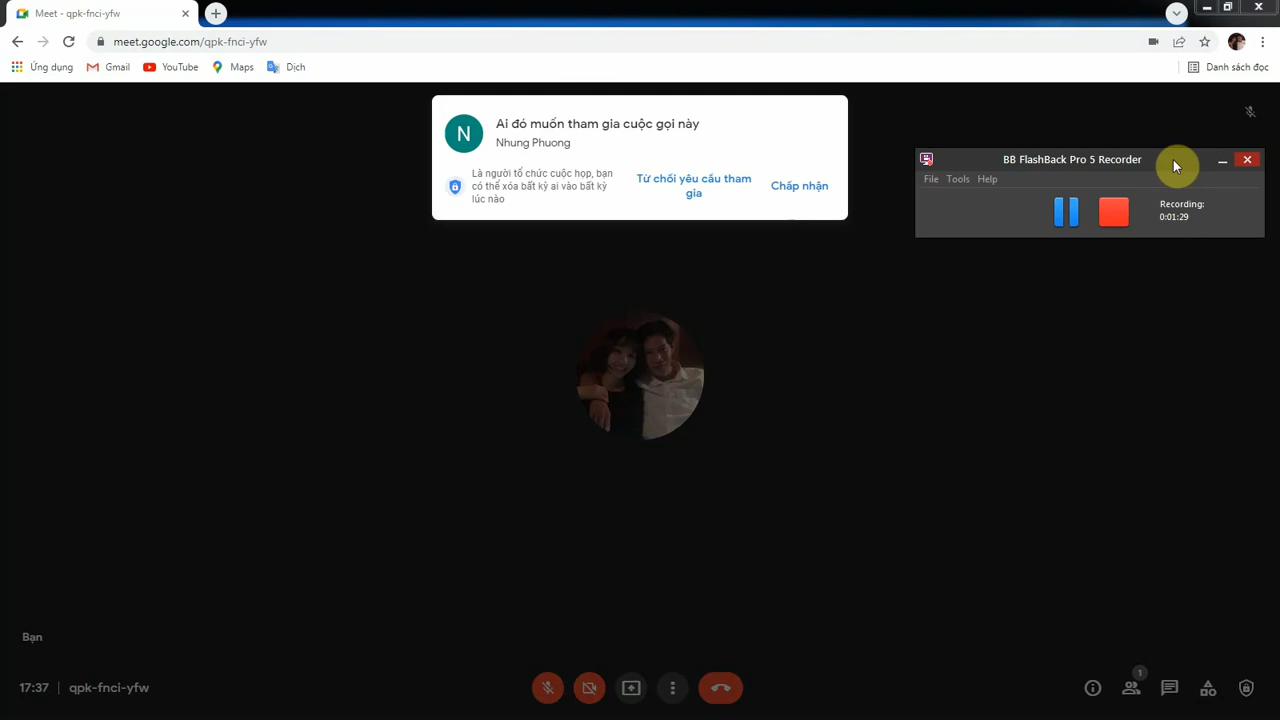 Meet - qpk-fnci-yfw
meet.google.com/qpk-fnci-yfw
Ứng dụng Gmail YouTube Maps Dịch Danh sách đọc
N
Ai đó muốn tham gia cuộc gọi này
Nhung Phuong
Là người tổ chức cuộc họp, bạn
có thể xóa bất kỳ ai vào bất kỳ
lúc nào
Từ chối yêu cầu tham
gia
Chấp nhận
BB FlashBack Pro 5 Recorder
File Tools Help
Recording:
0:01:29
Bạn
17:37 | qpk-fnci-yfw
1